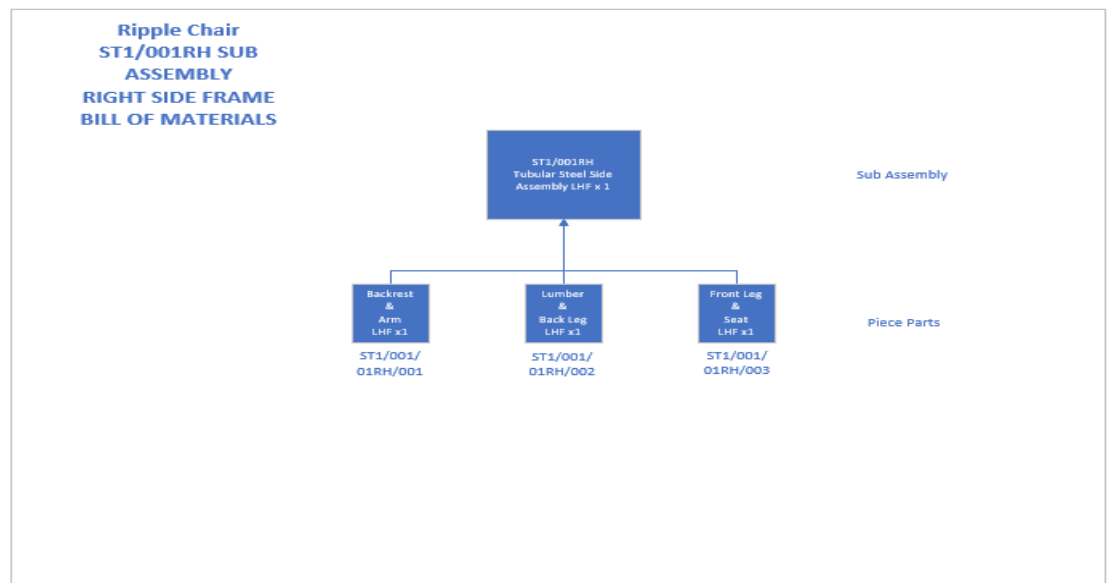 Ripple Chair
ST1/001RH SUB
ASSEMBLY
RIGHT SIDE FRAME
BILL OF MATERIALS
ST1/001RH
Tubular Steel Side
Assembly LHF x 1
Sub Assembly
Backrest
&
Arm
LHF x1
Lumber
&
Back Leg
LHF x1
Front Leg
&
Seat
LHF x1
Piece Parts
ST1/001/
01RH/001
ST1/001/
01RH/002
ST1/001/
01RH/003